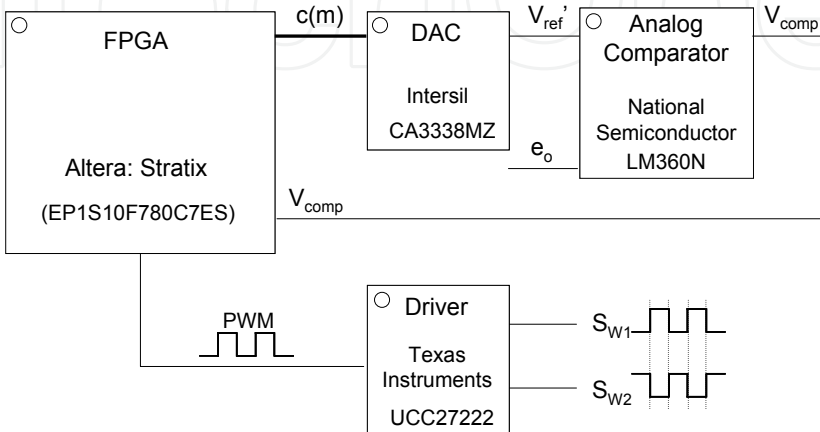 c(m)
V_ref'
V_comp
FPGA
DAC
Analog
Comparator
Intersil
CA3338MZ
National
Semiconductor
LM360N
e_o
Altera: Stratix
(EP1S10F780C7ES)
V_comp
PWM
Driver
Texas
Instruments
UCC27222
S_W1
S_W2